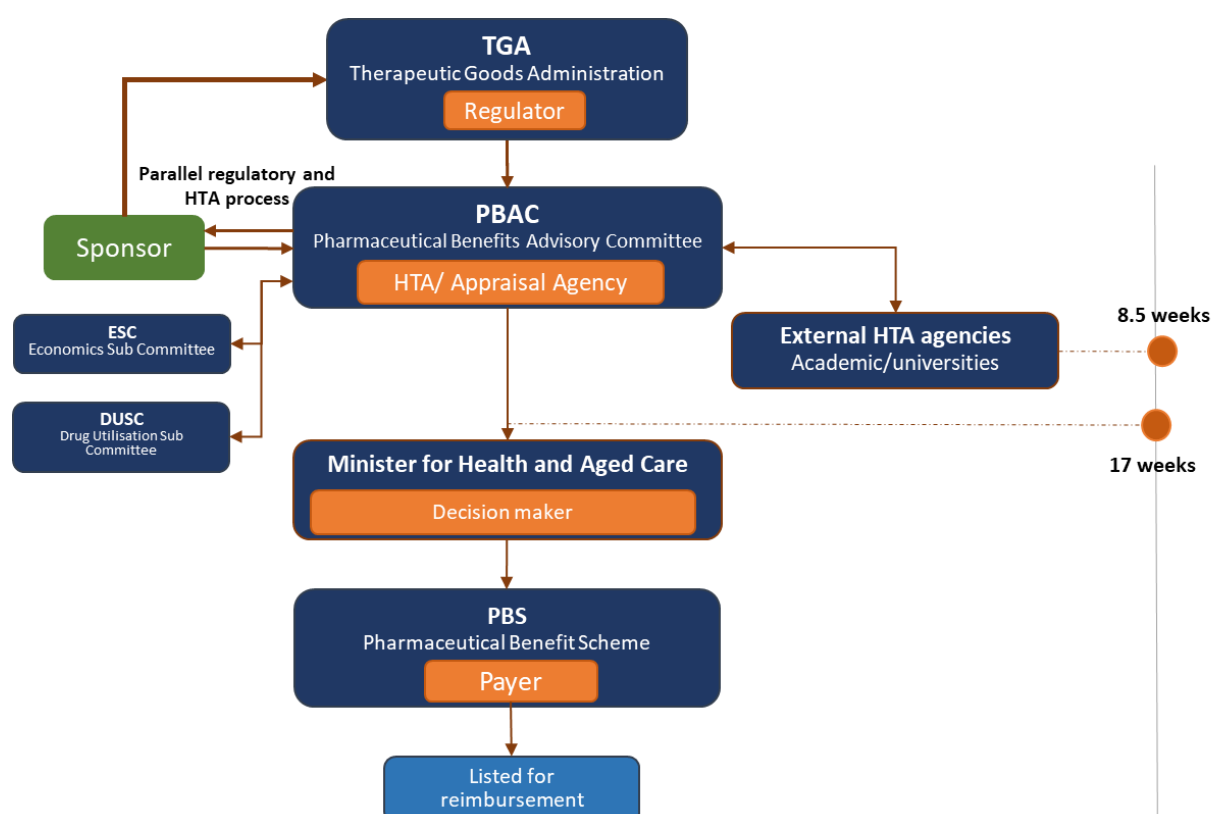 TGA
Therapeutic Goods Administration
Regulator
Parallel regulatory and
HTA process
Sponsor
PBAC
Pharmaceutical Benefits Advisory Committee
HTA/ Appraisal Agency
ESC
Economics Sub Committee
DUSC
Drug Utilisation Sub
Committee
External HTA agencies
Academic/universities
8.5 weeks
17 weeks
Minister for Health and Aged Care
Decision maker
PBS
Pharmaceutical Benefit Scheme
Payer
Listed for
reimbursement